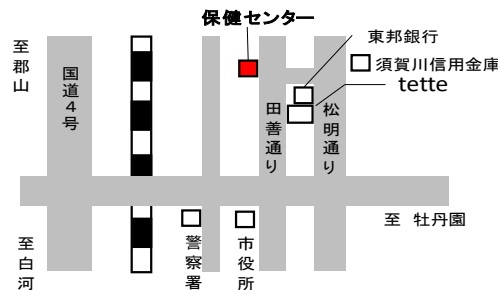 保健センター
東邦銀行
須賀川信用金庫
tette
至郡山
国道4号
田善通り
松明通り
至 牡丹園
至白河
警察署
市役所